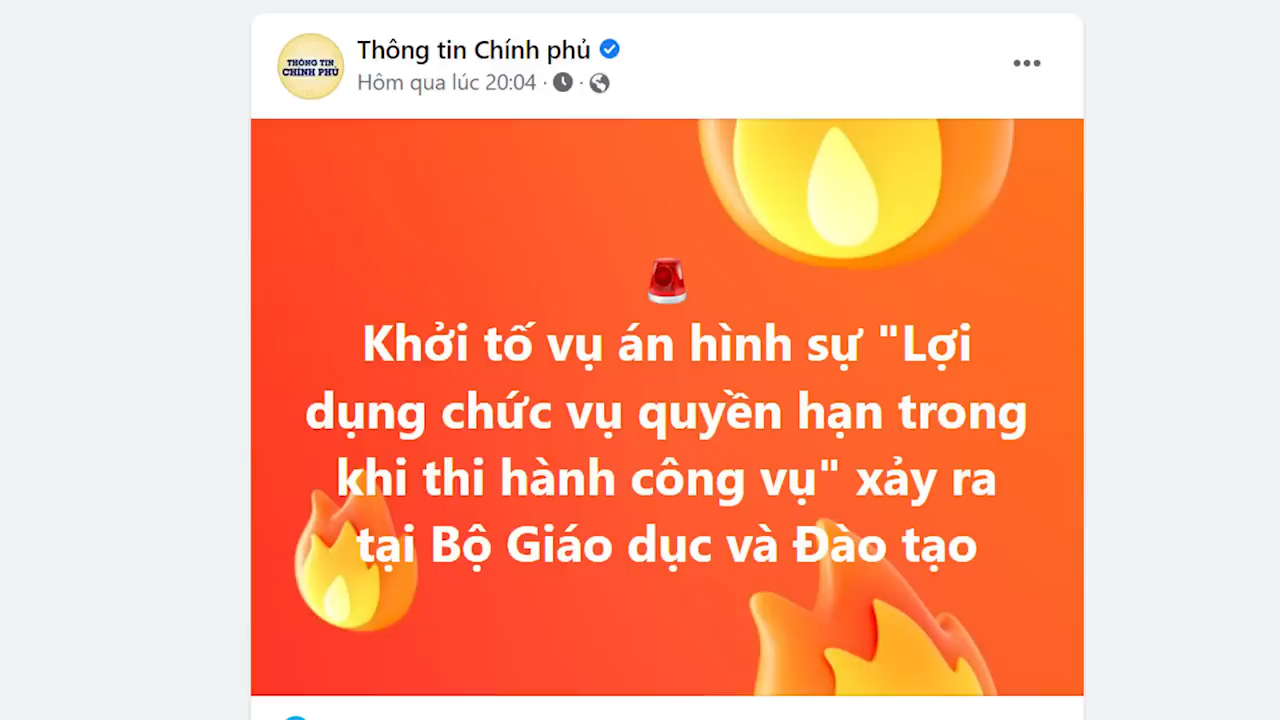 THÔNG TIN
CHÍNH PHỦ
Thông tin Chính phủ
Hôm qua lúc 20:04
Khởi tố vụ án hình sự "Lợi
dụng chức vụ quyền hạn trong
khi thi hành công vụ" xảy ra
tại Bộ Giáo dục và Đào tạo